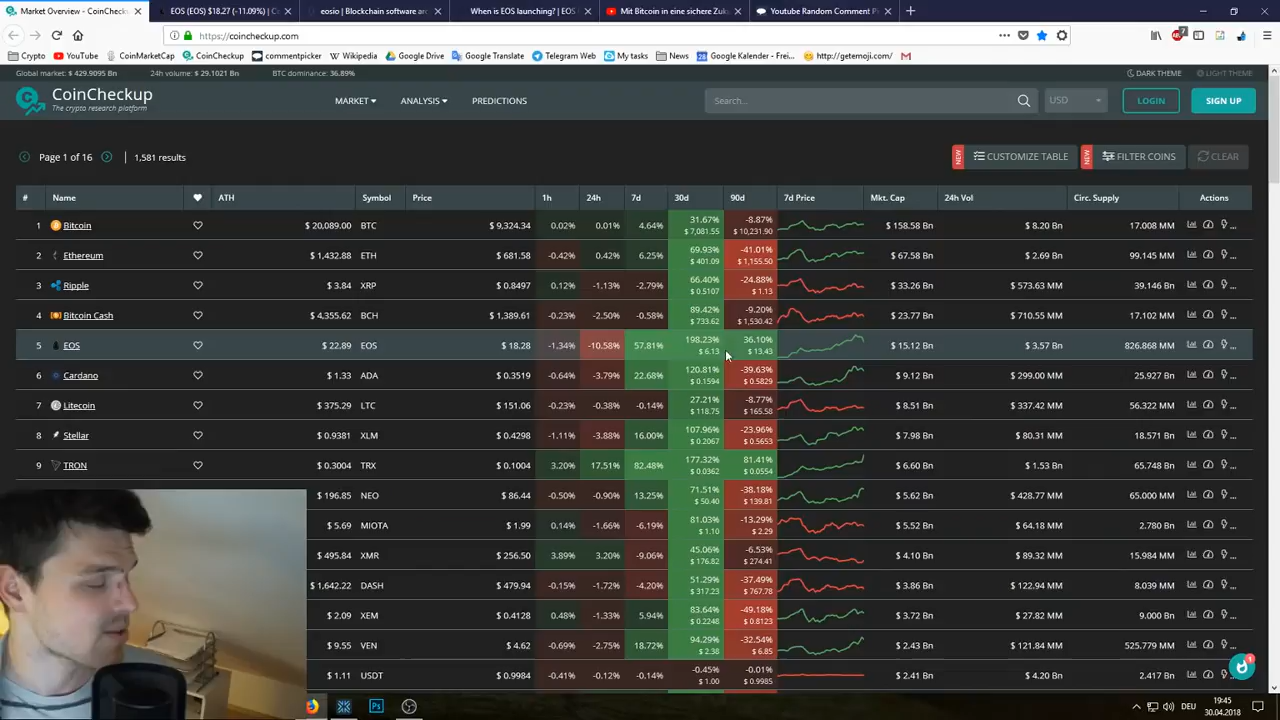 Market Overview - CoinCheckup
EOS (EOS) $18.27 (-11.09%) | C
eosio | Blockchain software
When is EOS launching? | EOS
Mit Bitcoin in eine sichere Zuk
Youtube Random Comment P
https://coincheckup.com
Crypto YouTube CoinMarketCap CoinCheckup commentpicker Wikipedia Google Drive Google Translate Telegram Web My tasks News Google Kalender - Frei... http://getemoji.com/
Global market: $ 429.9095 Bn 24h volume: $ 29.1021 Bn BTC dominance: 36.89% DARK THEME LIGHT THEME
CoinCheckup
The crypto research platform
MARKET ANALYSIS PREDICTIONS Search... USD LOGIN SIGN UP
Page 1 of 16 1,581 results NEW CUSTOMIZE TABLE NEW FILTER COINS CLEAR
# Name ATH Symbol Price 1h 24h 7d 30d 90d 7d Price Mkt. Cap 24h Vol Circ. Supply Actions
1 Bitcoin $ 20,089.00 BTC $ 9,324.34 0.02% 0.01% 4.64% 31.67% -8.87% $ 158.58 Bn $ 8.20 Bn 17.008 MM ...
$ 7,081.55 $ 10,231.90
2 Ethereum $ 1,432.88 ETH $ 681.58 -0.42% 0.42% 6.25% 69.93% -41.01% $ 67.58 Bn $ 2.69 Bn 99.145 MM ...
$ 401.09 $ 1,155.50
3 Ripple $ 3.84 XRP $ 0.8497 0.12% -1.13% -2.79% 66.40% -24.88% $ 33.26 Bn $ 573.63 MM 39.146 Bn ...
$ 0.5107 $ 1.13
4 Bitcoin Cash $ 4,355.62 BCH $ 1,389.61 -0.23% -2.50% -0.58% 89.42% -9.20% $ 23.77 Bn $ 710.55 MM 17.102 MM ...
$ 733.62 $ 1,530.42
5 EOS $ 22.89 EOS $ 18.28 -1.34% -10.58% 57.81% 198.23% 36.10% $ 15.12 Bn $ 3.57 Bn 826.868 MM ...
$ 6.13 $ 13.43
6 Cardano $ 1.33 ADA $ 0.3519 -0.64% -3.79% 22.68% 120.81% -39.63% $ 9.12 Bn $ 299.00 MM 25.927 Bn ...
$ 0.1594 $ 0.5829
7 Litecoin $ 375.29 LTC $ 151.06 -0.23% -0.38% -0.14% 27.21% -8.77% $ 8.51 Bn $ 337.42 MM 56.322 MM ...
$ 118.75 $ 165.58
8 Stellar $ 0.9381 XLM $ 0.4298 -1.11% -3.88% 16.00% 107.96% -23.96% $ 7.98 Bn $ 80.31 MM 18.571 Bn ...
$ 0.2067 $ 0.5653
9 TRON $ 0.3004 TRX $ 0.1004 3.20% 17.51% 82.48% 177.32% 81.41% $ 6.60 Bn $ 1.53 Bn 65.748 Bn ...
$ 0.0362 $ 0.0554
$ 196.85 NEO $ 86.44 -0.50% -0.90% 13.25% 71.51% -38.18% $ 5.62 Bn $ 428.77 MM 65.000 MM ...
$ 50.40 $ 139.81
$ 5.69 MIOTA $ 1.99 0.14% -1.66% -6.19% 81.03% -13.29% $ 5.52 Bn $ 64.18 MM 2.780 Bn ...
$ 1.10 $ 2.29
$ 495.84 XMR $ 256.50 3.89% 3.20% -9.06% 45.06% -6.53% $ 4.10 Bn $ 89.32 MM 15.984 MM ...
$ 176.82 $ 274.41
$ 1,642.22 DASH $ 479.94 -0.15% -1.72% -4.20% 51.29% -37.49% $ 3.86 Bn $ 122.94 MM 8.039 MM ...
$ 317.23 $ 767.78
$ 2.09 XEM $ 0.4128 0.48% -1.33% 5.94% 83.64% -49.18% $ 3.72 Bn $ 27.82 MM 9.000 Bn ...
$ 0.2248 $ 0.8123
$ 9.55 VEN $ 4.62 -0.69% -2.75% 18.72% 94.29% -32.54% $ 2.43 Bn $ 121.84 MM 525.779 MM ...
$ 2.38 $ 6.85
$ 1.11 USDT $ 0.9984 -0.41% -0.12% -0.14% -0.45% -0.01% $ 2.41 Bn $ 4.20 Bn 2.417 Bn ...
$ 1.00 $ 0.9985
DEU 19:45
30.04.2018